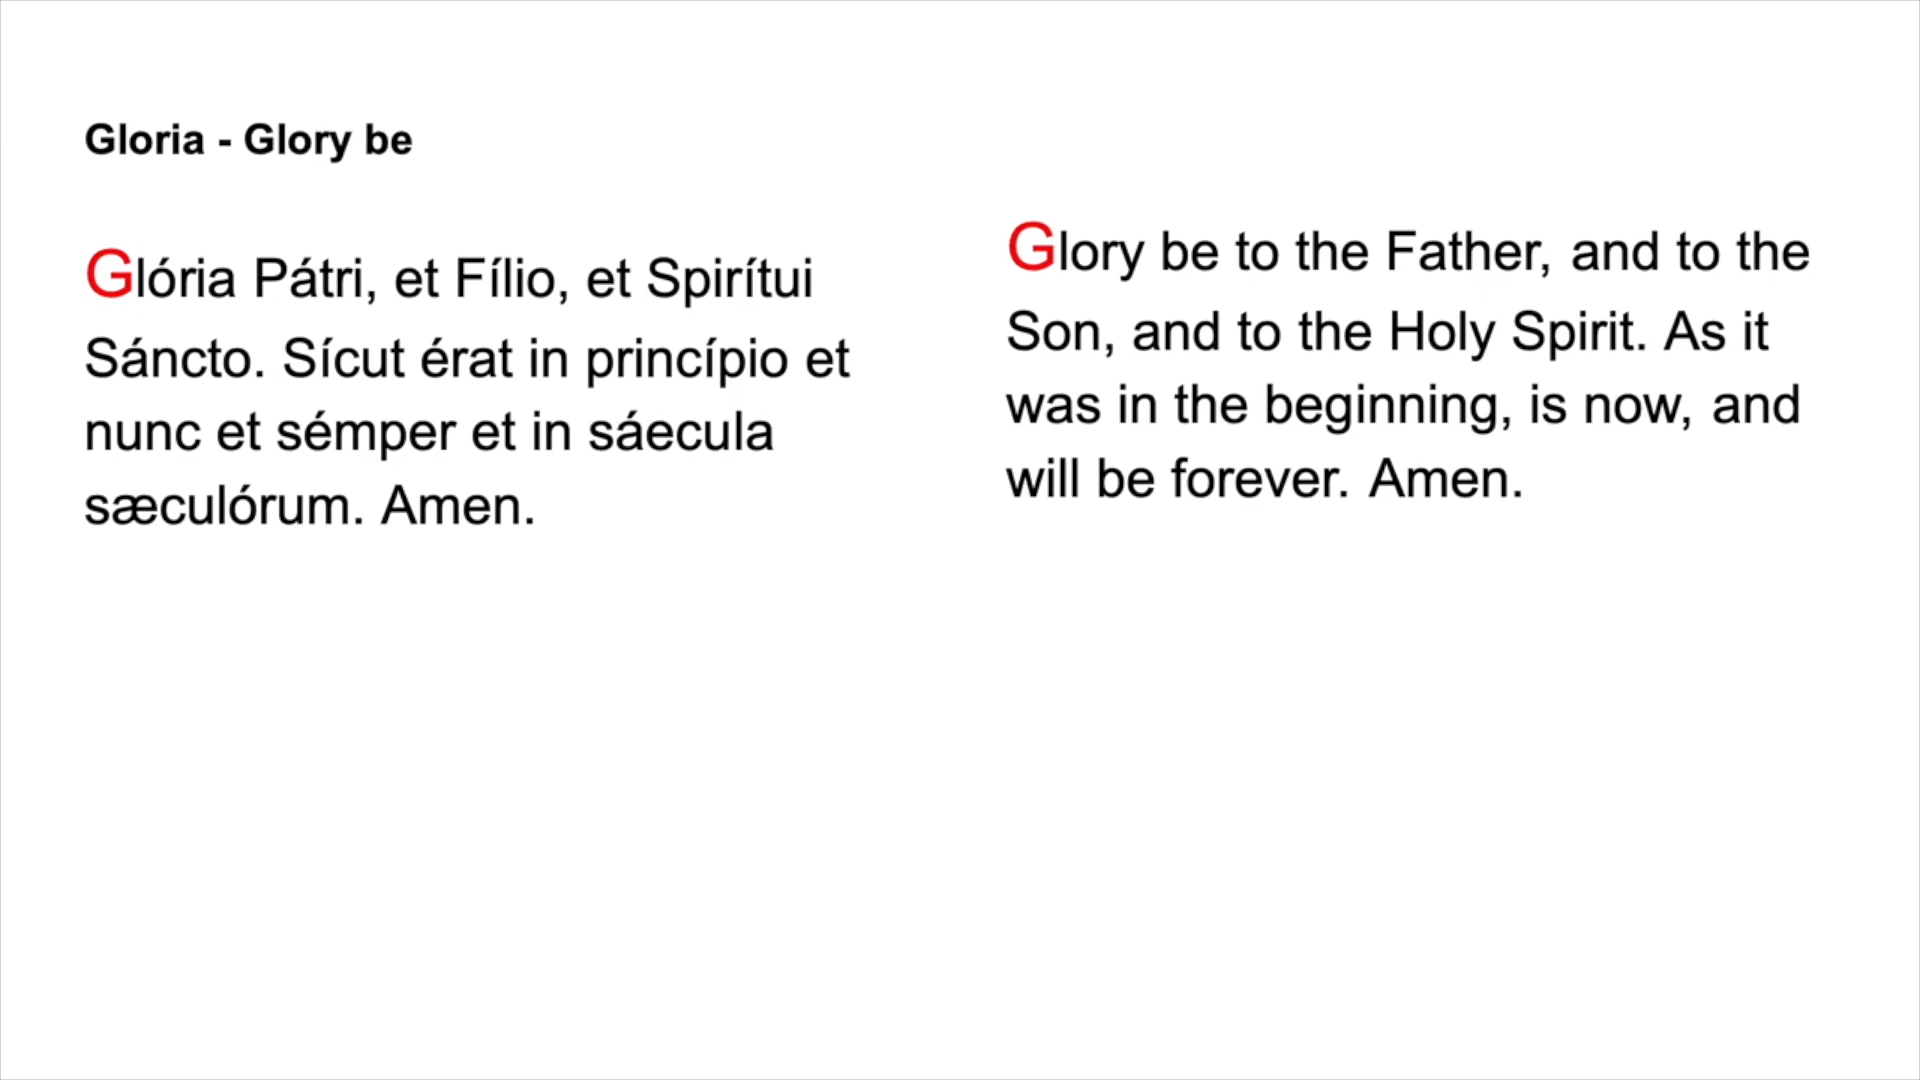 Gloria - Glory be
Glória Pátri, et Fílio, et Spirítui
Sáncto. Sícut érat in princípio et
nunc et sémper et in sáecula
sæculórum. Amen.
Glory be to the Father, and to the
Son, and to the Holy Spirit. As it
was in the beginning, is now, and
will be forever. Amen.